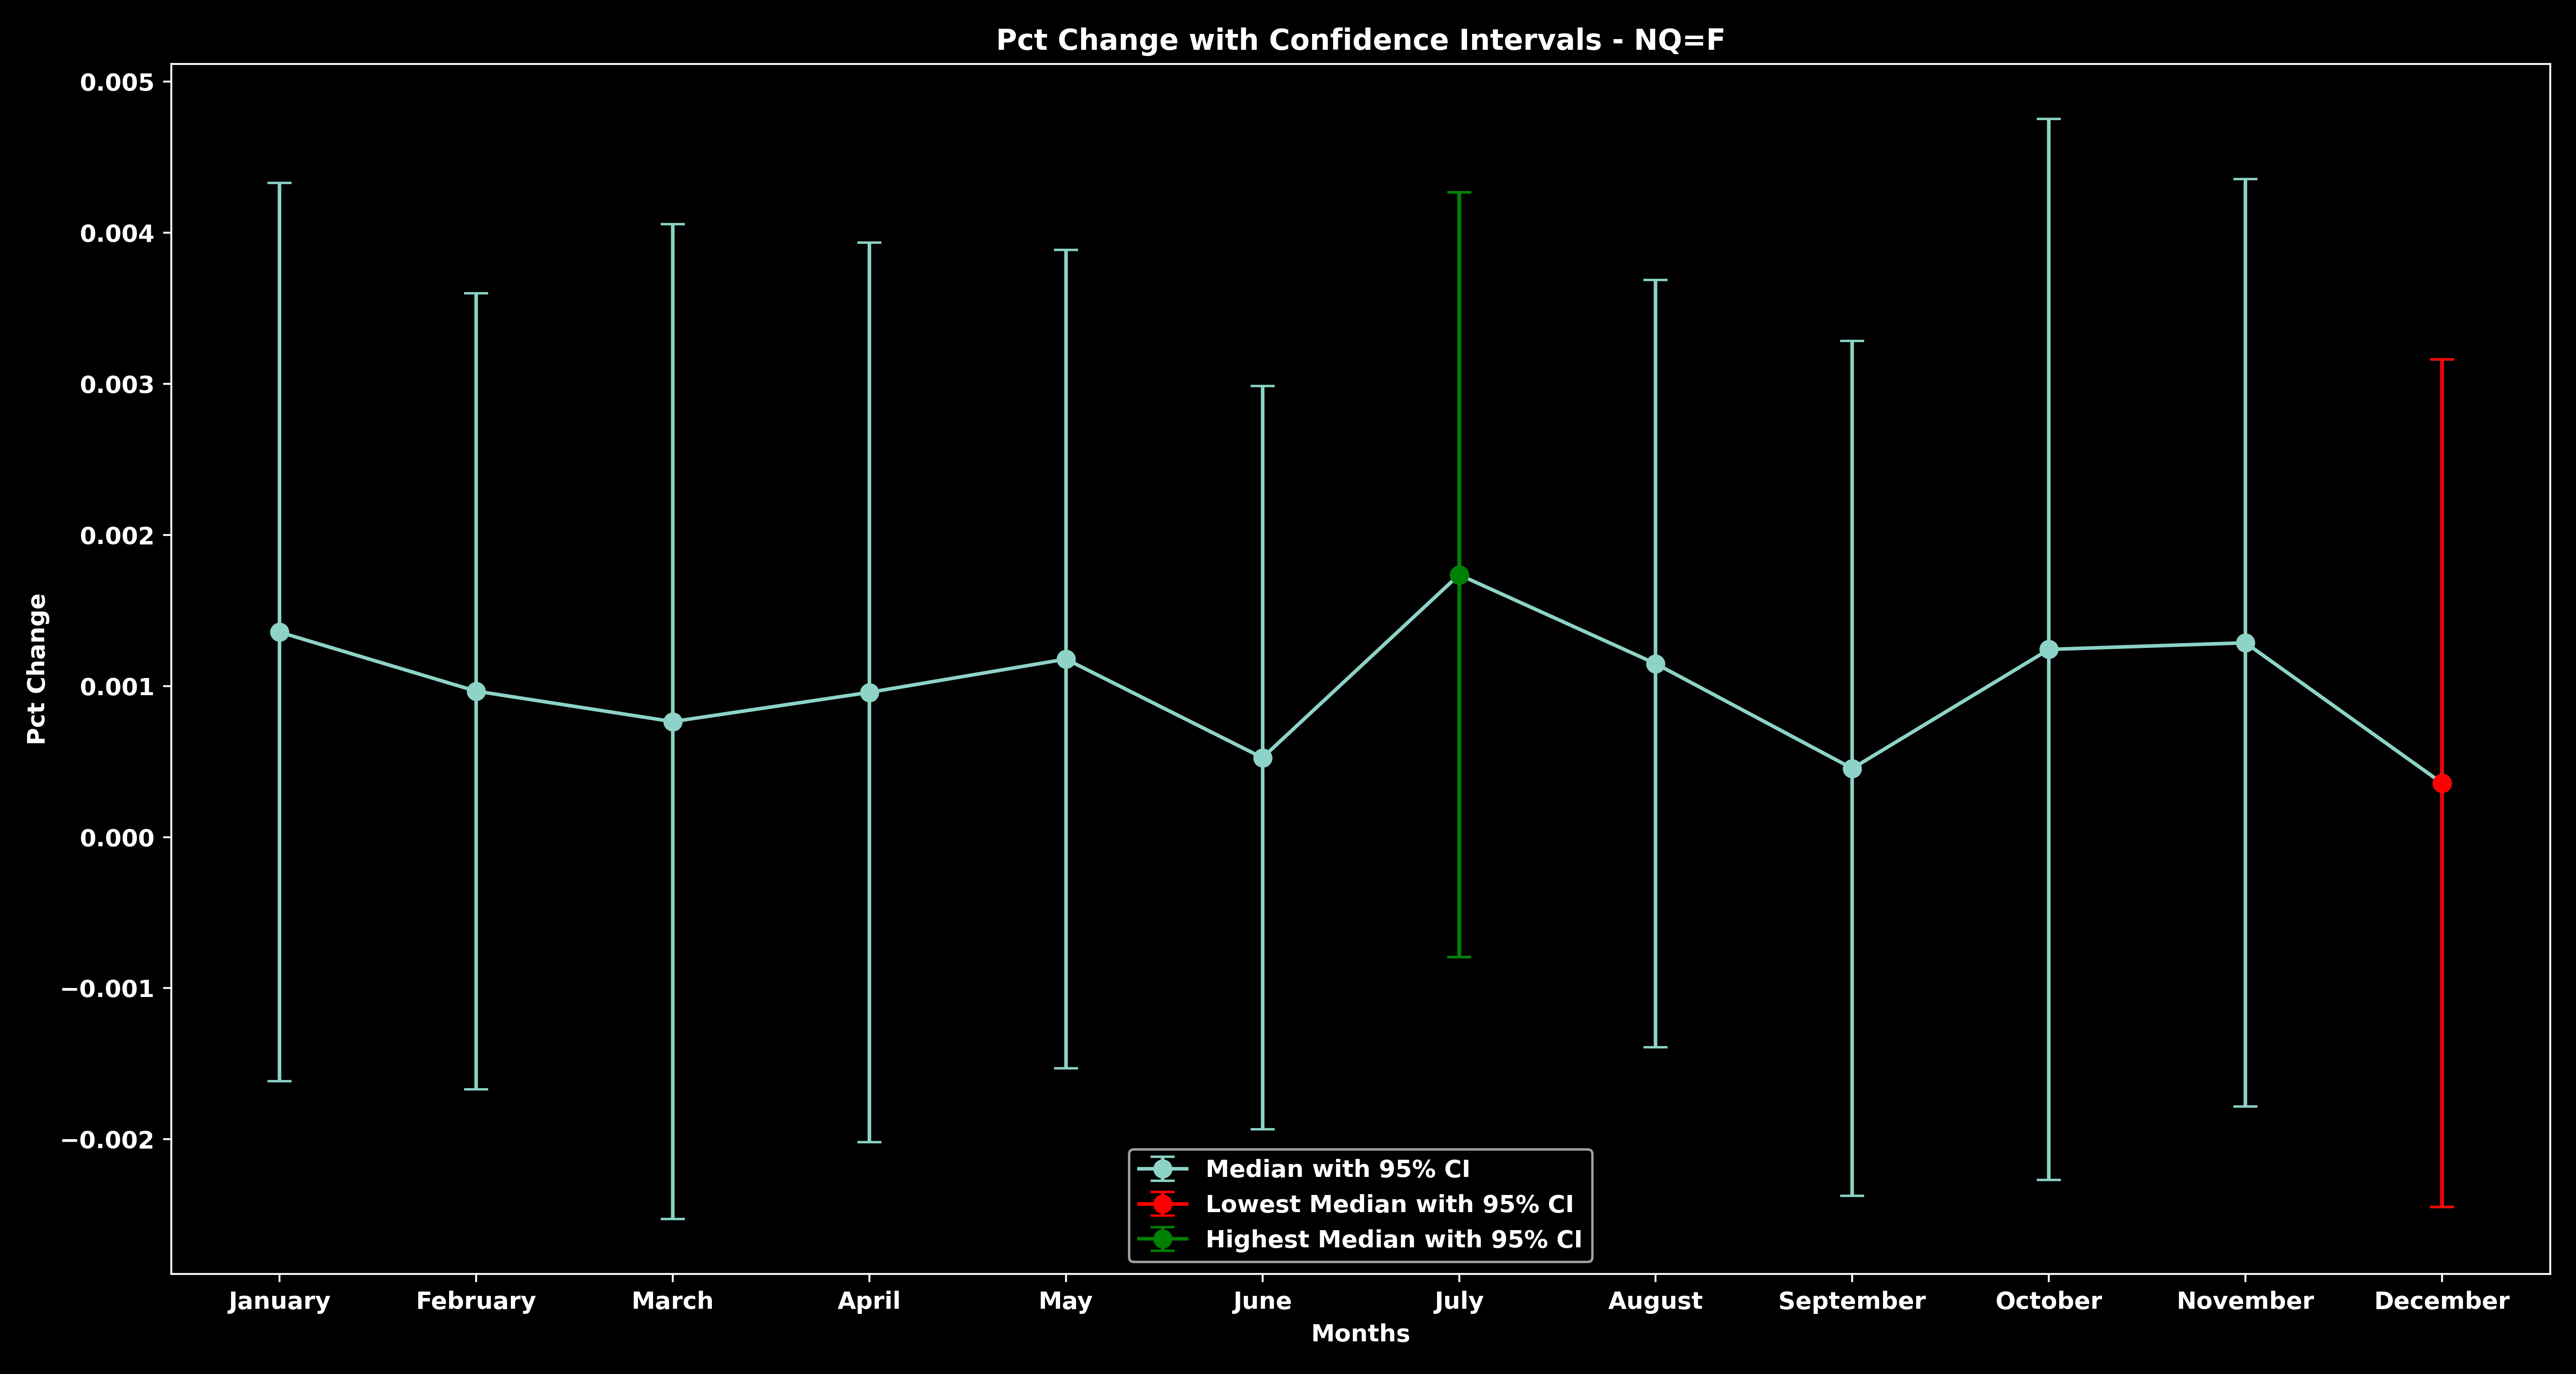 Pct Change with Confidence Intervals - NQ=F
Pct Change
0.005
0.004
0.003
0.002
0.001
0.000
−0.001
−0.002
Median with 95% CI
Lowest Median with 95% CI
Highest Median with 95% CI
January February March April May June July August September October November December
Months